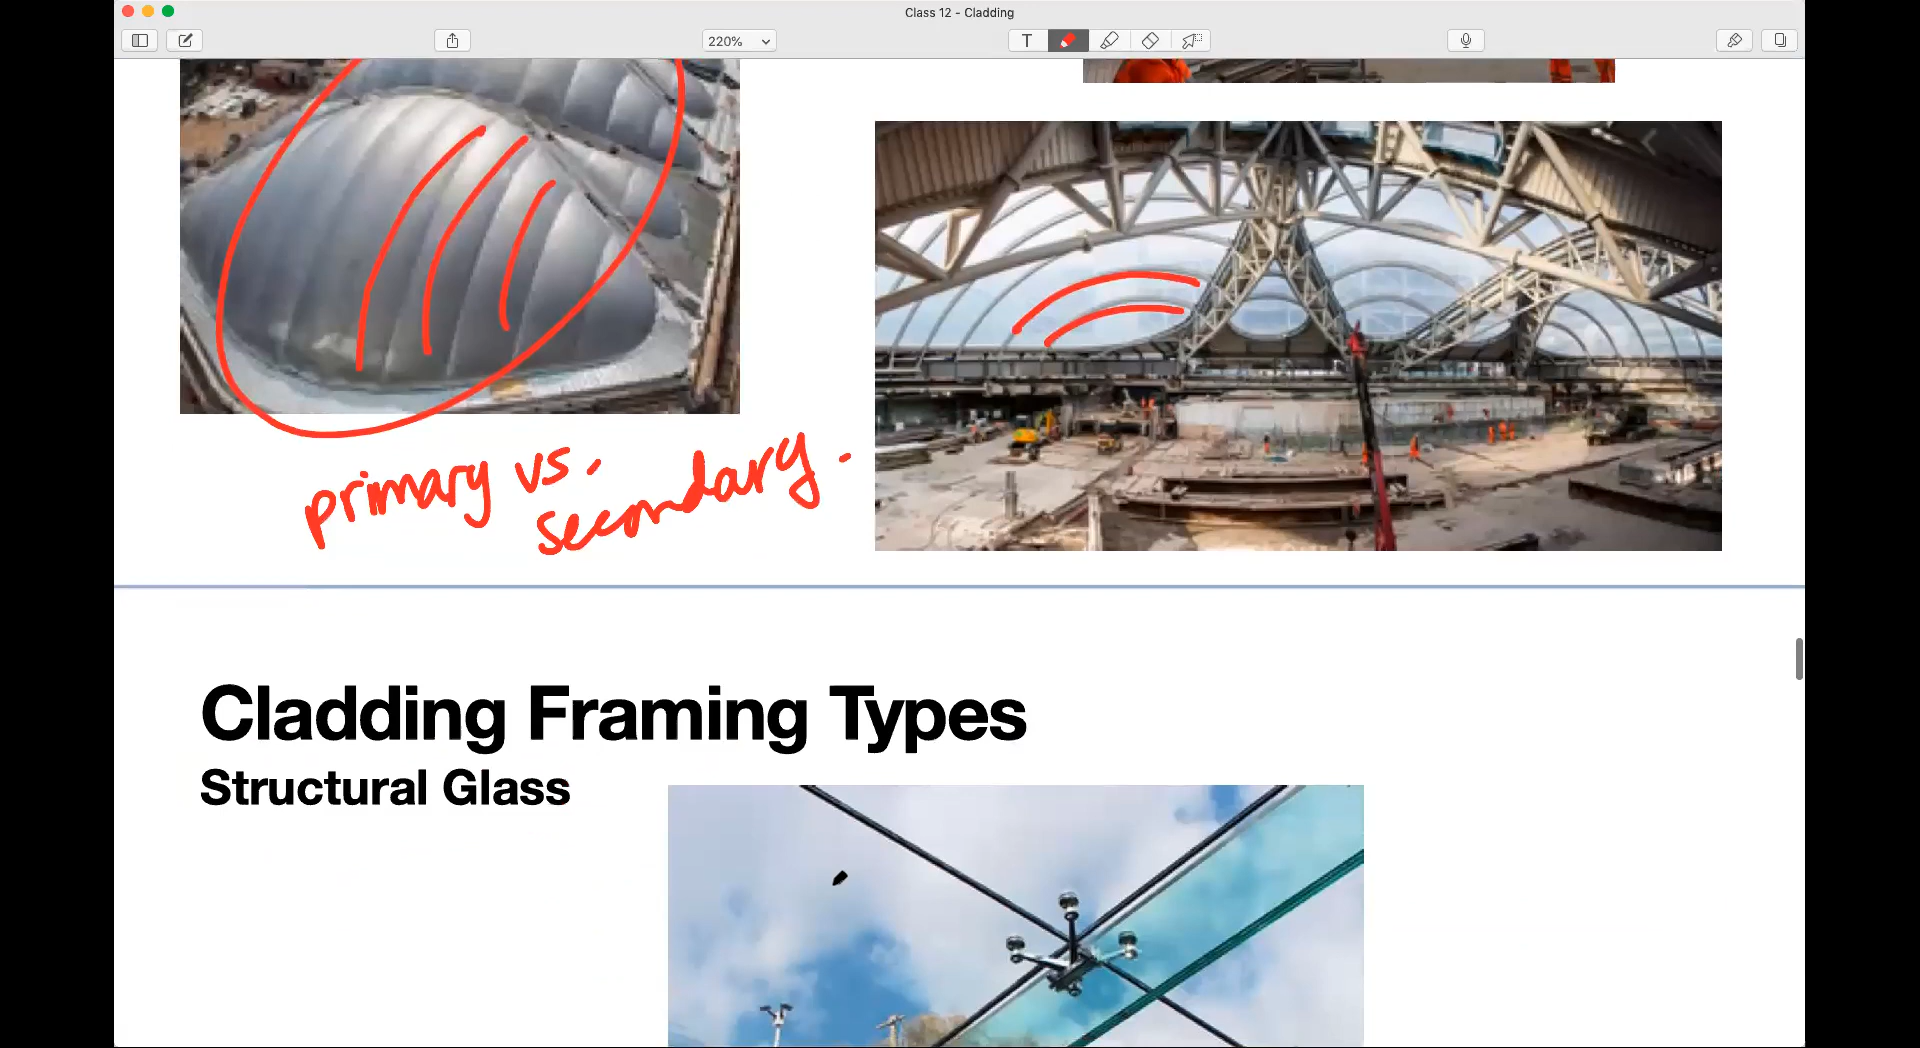 Class 12 - Cladding
220%
T
primary vs.
secondary.
Cladding Framing Types
Structural Glass